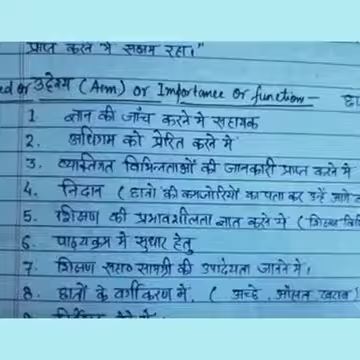 प्राप्त करने में सक्षम रहा।"
उद्देश्य (Aim) or Importance or function -
1. ज्ञान की जाँच करने में सहायक
2. अधिगम को प्रेरित करने में
3. व्यक्तिगत विभिन्नताओं की जानकारी प्राप्त करने में
4. निदान (छात्रों की कमजोरियों का पता कर उन्हें आगे
5. शिक्षण की प्रभावशीलता ज्ञात करने में (शिक्षण
6. पाठ्यक्रम में सुधार हेतु
7. शिक्षण सहाय सामग्री की उपादेयता जानने में।
8. छात्रों के वर्गीकरण में, ( अच्छे, औसत खराब)